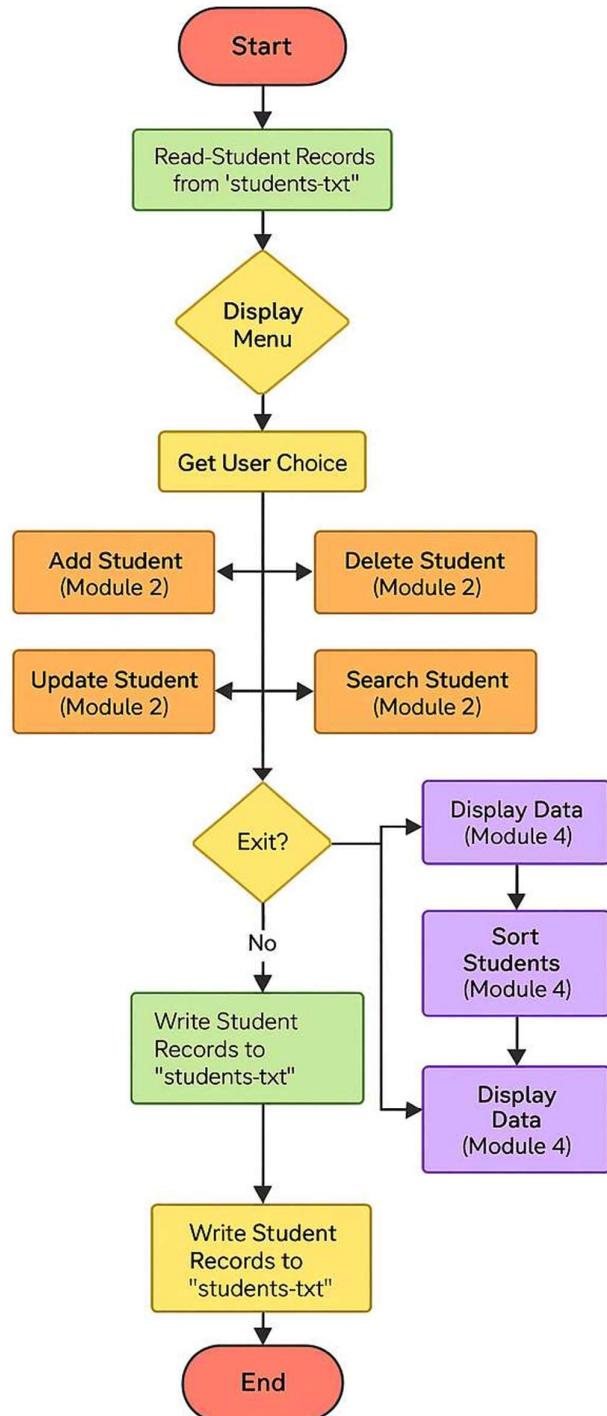 Start
Read-Student Records
from 'students-txt"
Display
Menu
Get User Choice
Add Student
(Module 2)
Delete Student
(Module 2)
Update Student
(Module 2)
Search Student
(Module 2)
Exit?
Display Data
(Module 4)
Sort
Students
(Module 4)
Display
Data
(Module 4)
No
Write Student
Records to
"students-txt"
Write Student
Records to
"students-txt"
End